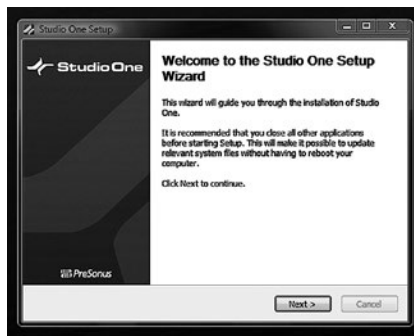 Studio One Setup
Studio One
Welcome to the Studio One Setup
Wizard
This wizard will guide you through the installation of Studio
One.
It is recommended that you close all other applications
before starting Setup. This will make it possible to update
relevant system files without having to reboot your
computer.
Click Next to continue.
PreSonus
Next >
Cancel